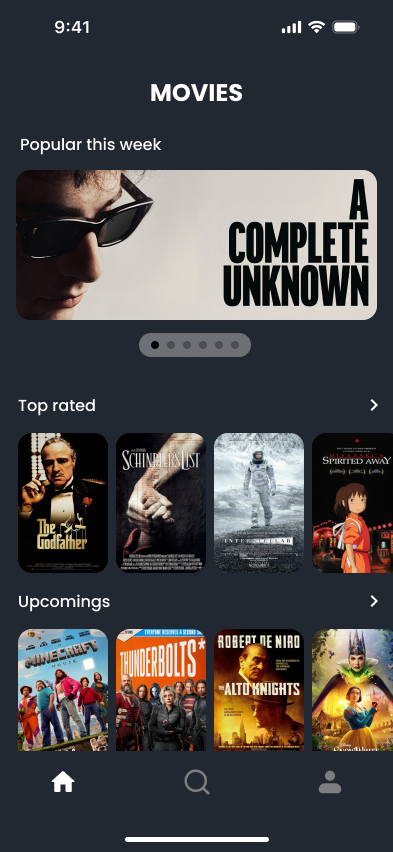 9:41
MOVIES
Popular this week
A
COMPLETE
UNKNOWN
Top rated
The
Godfather
SCHINDLER'S LIST
INTERSTELLAR
SPIRITED AWAY
Upcomings
MINECRAFT
MOVIE
THUNDERBOLTS*
ROBERT DE NIRO
THE ALTO KNIGHTS